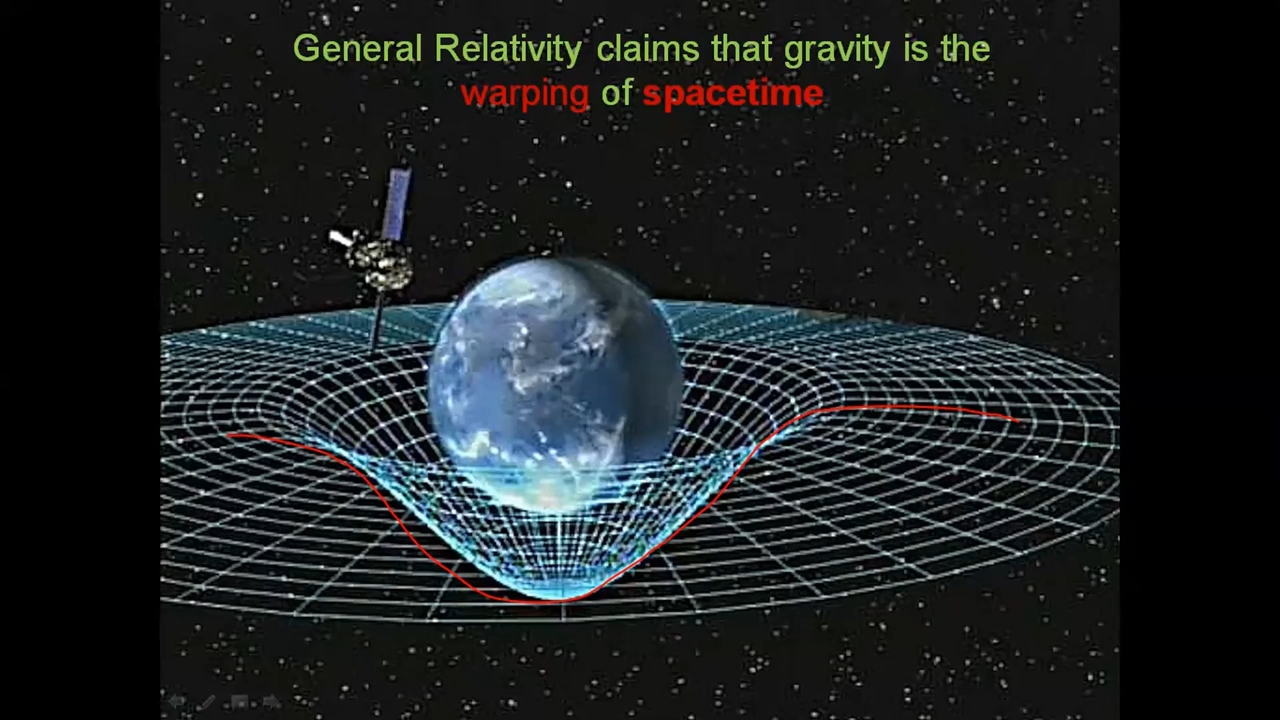 General Relativity claims that gravity is the
warping of spacetime